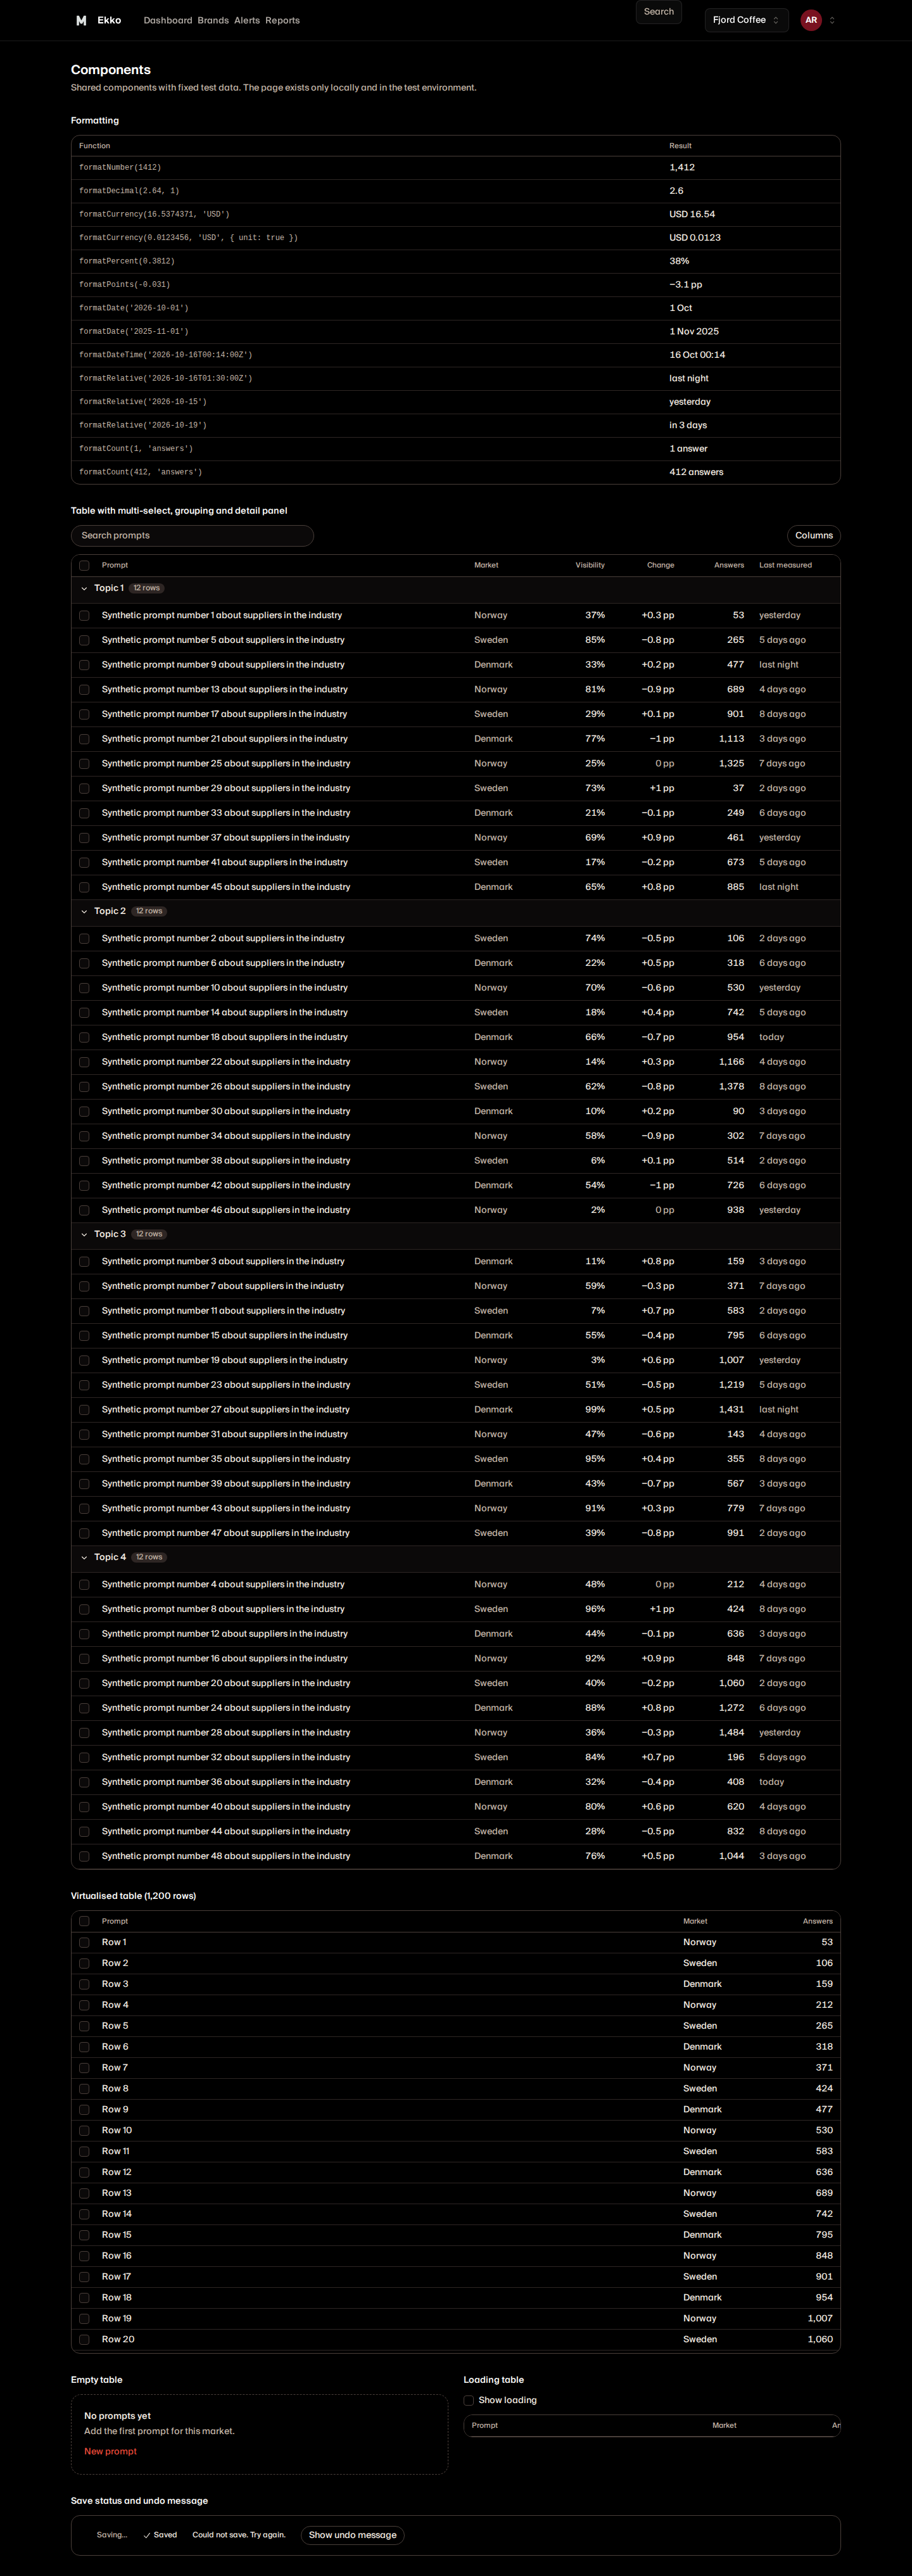 Ekko Dashboard Brands Alerts Reports Search Fjord Coffee AR
Components
Shared components with fixed test data. The page exists only locally and in the test environment.
Formatting
Function Result
formatNumber(1412) 1,412
formatDecimal(2.64, 1) 2.6
formatCurrency(16.5374371, 'USD') USD 16.54
formatCurrency(0.0123456, 'USD', { unit: true }) USD 0.0123
formatPercent(0.3812) 38%
formatPoints(-0.031) −3.1 pp
formatDate('2026-10-01') 1 Oct
formatDate('2025-11-01') 1 Nov 2025
formatDateTime('2026-10-16T00:14:00Z') 16 Oct 00:14
formatRelative('2026-10-16T01:30:00Z') last night
formatRelative('2026-10-15') yesterday
formatRelative('2026-10-19') in 3 days
formatCount(1, 'answers') 1 answer
formatCount(412, 'answers') 412 answers
Table with multi-select, grouping and detail panel
Search prompts Columns
Prompt Market Visibility Change Answers Last measured
Topic 1 12 rows
Synthetic prompt number 1 about suppliers in the industry Norway 37% +0.3 pp 53 yesterday
Synthetic prompt number 5 about suppliers in the industry Sweden 85% −0.8 pp 265 5 days ago
Synthetic prompt number 9 about suppliers in the industry Denmark 33% +0.2 pp 477 last night
Synthetic prompt number 13 about suppliers in the industry Norway 81% −0.9 pp 689 4 days ago
Synthetic prompt number 17 about suppliers in the industry Sweden 29% +0.1 pp 901 8 days ago
Synthetic prompt number 21 about suppliers in the industry Denmark 77% −1 pp 1,113 3 days ago
Synthetic prompt number 25 about suppliers in the industry Norway 25% 0 pp 1,325 7 days ago
Synthetic prompt number 29 about suppliers in the industry Sweden 73% +1 pp 37 2 days ago
Synthetic prompt number 33 about suppliers in the industry Denmark 21% −0.1 pp 249 6 days ago
Synthetic prompt number 37 about suppliers in the industry Norway 69% +0.9 pp 461 yesterday
Synthetic prompt number 41 about suppliers in the industry Sweden 17% −0.2 pp 673 5 days ago
Synthetic prompt number 45 about suppliers in the industry Denmark 65% +0.8 pp 885 last night
Topic 2 12 rows
Synthetic prompt number 2 about suppliers in the industry Sweden 74% −0.5 pp 106 2 days ago
Synthetic prompt number 6 about suppliers in the industry Denmark 22% +0.5 pp 318 6 days ago
Synthetic prompt number 10 about suppliers in the industry Norway 70% −0.6 pp 530 yesterday
Synthetic prompt number 14 about suppliers in the industry Sweden 18% +0.4 pp 742 5 days ago
Synthetic prompt number 18 about suppliers in the industry Denmark 66% −0.7 pp 954 today
Synthetic prompt number 22 about suppliers in the industry Norway 14% +0.3 pp 1,166 4 days ago
Synthetic prompt number 26 about suppliers in the industry Sweden 62% −0.8 pp 1,378 8 days ago
Synthetic prompt number 30 about suppliers in the industry Denmark 10% +0.2 pp 90 3 days ago
Synthetic prompt number 34 about suppliers in the industry Norway 58% −0.9 pp 302 7 days ago
Synthetic prompt number 38 about suppliers in the industry Sweden 6% +0.1 pp 514 2 days ago
Synthetic prompt number 42 about suppliers in the industry Denmark 54% −1 pp 726 6 days ago
Synthetic prompt number 46 about suppliers in the industry Norway 2% 0 pp 938 yesterday
Topic 3 12 rows
Synthetic prompt number 3 about suppliers in the industry Denmark 11% +0.8 pp 159 3 days ago
Synthetic prompt number 7 about suppliers in the industry Norway 59% −0.3 pp 371 7 days ago
Synthetic prompt number 11 about suppliers in the industry Sweden 7% +0.7 pp 583 2 days ago
Synthetic prompt number 15 about suppliers in the industry Denmark 55% −0.4 pp 795 6 days ago
Synthetic prompt number 19 about suppliers in the industry Norway 3% +0.6 pp 1,007 yesterday
Synthetic prompt number 23 about suppliers in the industry Sweden 51% −0.5 pp 1,219 5 days ago
Synthetic prompt number 27 about suppliers in the industry Denmark 99% +0.5 pp 1,431 last night
Synthetic prompt number 31 about suppliers in the industry Norway 47% −0.6 pp 143 4 days ago
Synthetic prompt number 35 about suppliers in the industry Sweden 95% +0.4 pp 355 8 days ago
Synthetic prompt number 39 about suppliers in the industry Denmark 43% −0.7 pp 567 3 days ago
Synthetic prompt number 43 about suppliers in the industry Norway 91% +0.3 pp 779 7 days ago
Synthetic prompt number 47 about suppliers in the industry Sweden 39% −0.8 pp 991 2 days ago
Topic 4 12 rows
Synthetic prompt number 4 about suppliers in the industry Norway 48% 0 pp 212 4 days ago
Synthetic prompt number 8 about suppliers in the industry Sweden 96% +1 pp 424 8 days ago
Synthetic prompt number 12 about suppliers in the industry Denmark 44% −0.1 pp 636 3 days ago
Synthetic prompt number 16 about suppliers in the industry Norway 92% +0.9 pp 848 7 days ago
Synthetic prompt number 20 about suppliers in the industry Sweden 40% −0.2 pp 1,060 2 days ago
Synthetic prompt number 24 about suppliers in the industry Denmark 88% +0.8 pp 1,272 6 days ago
Synthetic prompt number 28 about suppliers in the industry Norway 36% −0.3 pp 1,484 yesterday
Synthetic prompt number 32 about suppliers in the industry Sweden 84% +0.7 pp 196 5 days ago
Synthetic prompt number 36 about suppliers in the industry Denmark 32% −0.4 pp 408 today
Synthetic prompt number 40 about suppliers in the industry Norway 80% +0.6 pp 620 4 days ago
Synthetic prompt number 44 about suppliers in the industry Sweden 28% −0.5 pp 832 8 days ago
Synthetic prompt number 48 about suppliers in the industry Denmark 76% +0.5 pp 1,044 3 days ago
Virtualised table (1,200 rows)
Prompt Market Answers
Row 1 Norway 53
Row 2 Sweden 106
Row 3 Denmark 159
Row 4 Norway 212
Row 5 Sweden 265
Row 6 Denmark 318
Row 7 Norway 371
Row 8 Sweden 424
Row 9 Denmark 477
Row 10 Norway 530
Row 11 Sweden 583
Row 12 Denmark 636
Row 13 Norway 689
Row 14 Sweden 742
Row 15 Denmark 795
Row 16 Norway 848
Row 17 Sweden 901
Row 18 Denmark 954
Row 19 Norway 1,007
Row 20 Sweden 1,060
Empty table
No prompts yet
Add the first prompt for this market.
New prompt
Loading table
Show loading
Prompt Market An
Save status and undo message
Saving… Saved Could not save. Try again. Show undo message